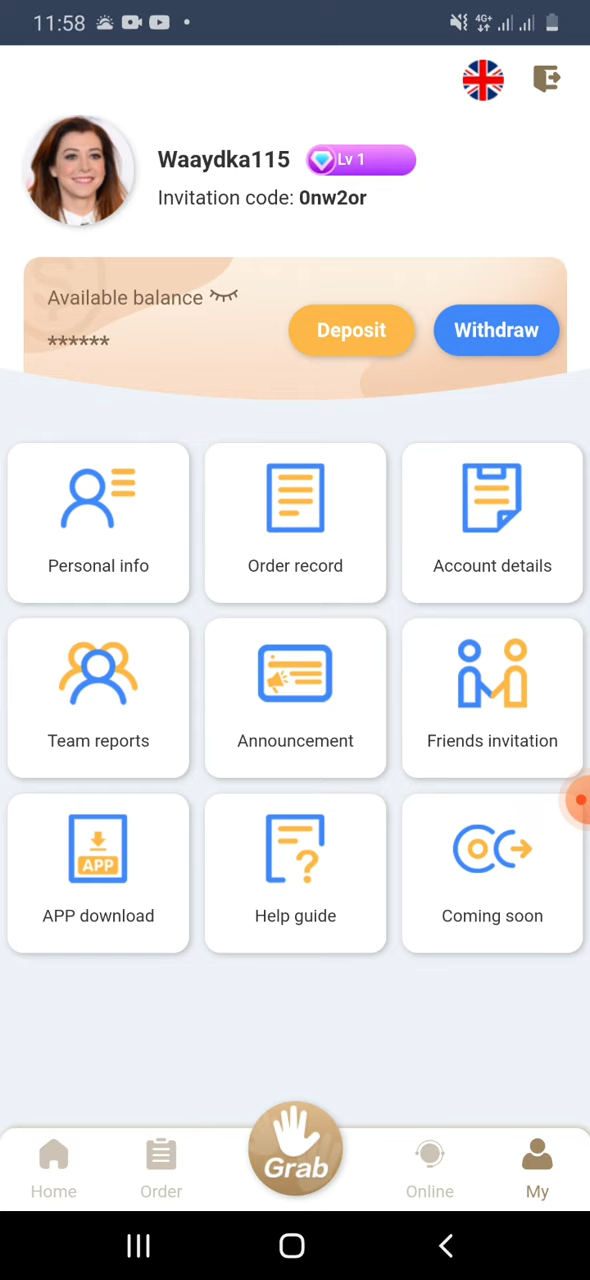 11:58
4G+
Waaydka115
Lv 1
Invitation code: 0nw2or
Available balance
******
Deposit
Withdraw
Personal info
Order record
Account details
Team reports
Announcement
Friends invitation
APP
APP download
?
Help guide
Coming soon
Home
Order
Grab
Online
My